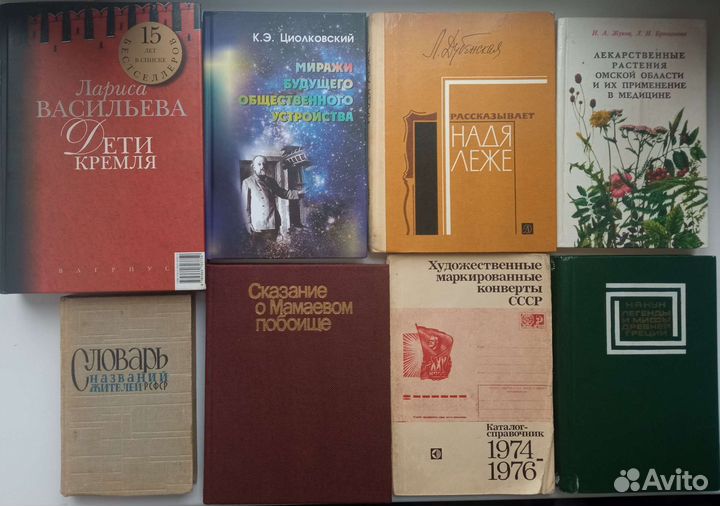 15
ЛЕТ
В СПИСКЕ
БЕСТСЕЛЛЕРОВ
Лариса
ВАСИЛЬЕВА
ДЕТИ
КРЕМЛЯ
ВАГРИУС
К.Э. Циолковский
МИРАЖИ
БУДУЩЕГО
ОБЩЕСТВЕННОГО
УСТРОЙСТВА
Л. Дубенская
РАССКАЗЫВАЕТ
НАДЯ
ЛЕЖЕ
ЛЕКАРСТВЕННЫЕ
РАСТЕНИЯ
ОМСКОЙ ОБЛАСТИ
И ИХ ПРИМЕНЕНИЕ
В МЕДИЦИНЕ
Словарь
названий
жителей РСФСР
Сказание
о Мамаевом
побоище
Художественные
маркированные
конверты
СССР
Каталог-
справочник
1974-
1976
Н.А.КУН
ЛЕГЕНДЫ
И МИФЫ
ДРЕВНЕЙ
ГРЕЦИИ
Avito